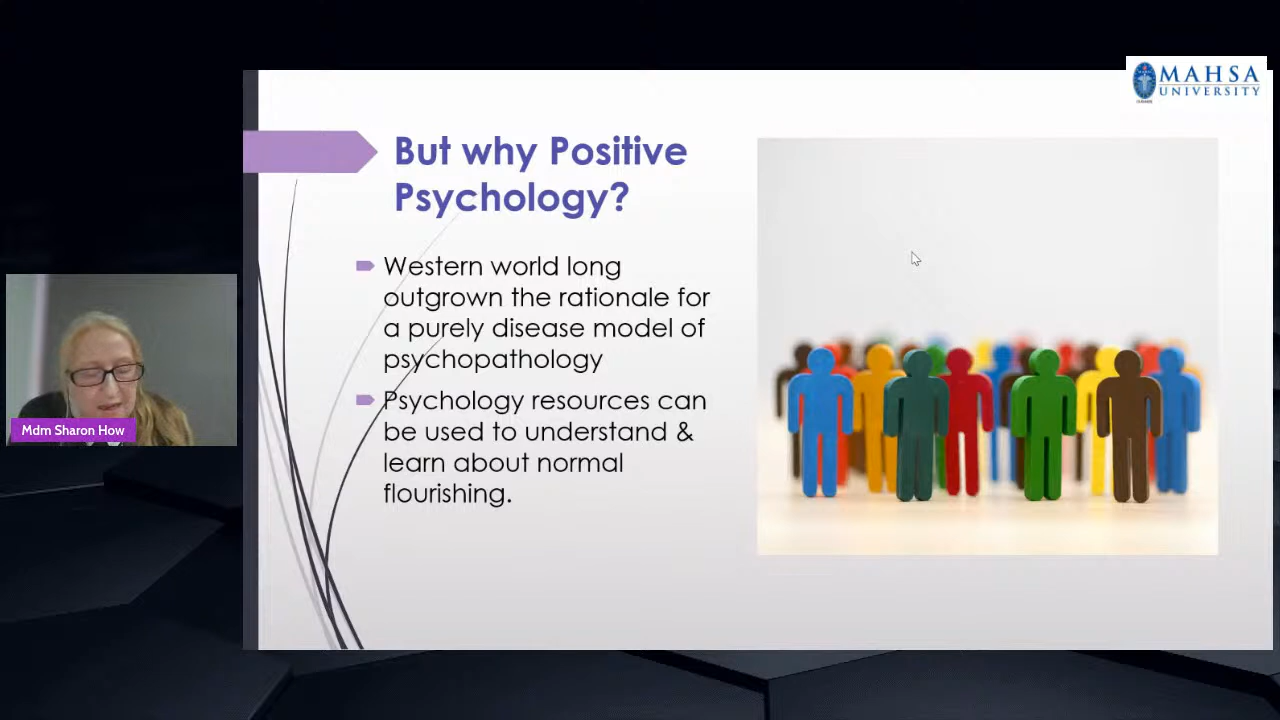 MAHSA
UNIVERSITY
But why Positive
Psychology?
Western world long
outgrown the rationale for
a purely disease model of
psychopathology
Psychology resources can
be used to understand &
learn about normal
flourishing.
Mdm Sharon How